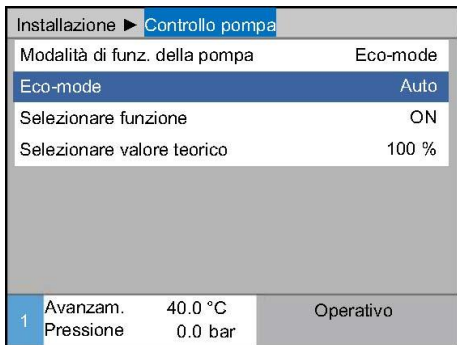 Installazione ► Controllo pompa
Modalità di funz. della pompa Eco-mode
Eco-mode Auto
Selezionare funzione ON
Selezionare valore teorico 100 %
1 Avanzam. 40.0 °C Operativo
Pressione 0.0 bar